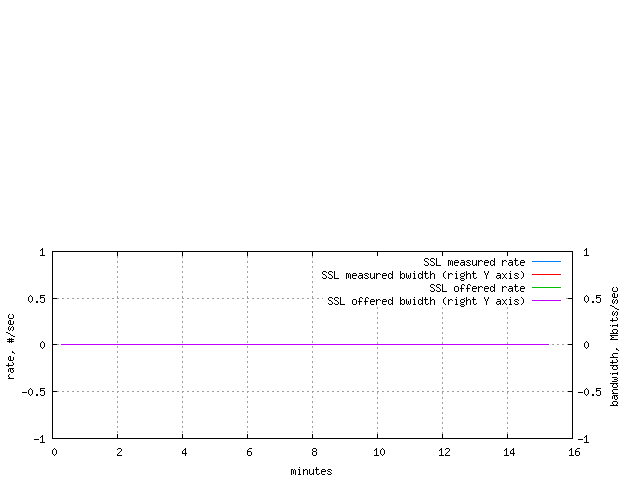 1 1
SSL measured rate
SSL measured bwidth (right Y axis)
SSL offered rate
0.5 SSL offered bwidth (right Y axis) 0.5
rate, #/sec
0 0
bandwidth, Mbits/sec
-0.5 -0.5
-1 -1
0 2 4 6 8 10 12 14 16
minutes